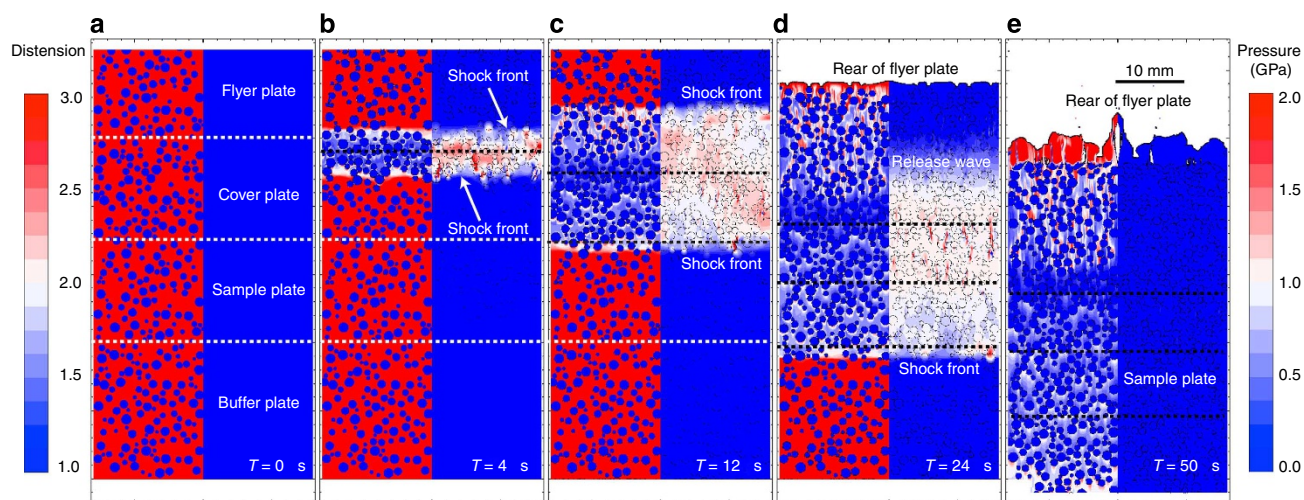 a b c d e
Distension
3.0
2.5
2.0
1.5
1.0
Flyer plate
Cover plate
Sample plate
Buffer plate
T = 0 s
Shock front
Shock front
T = 4 s
Shock front
Shock front
T = 12 s
Rear of flyer plate
Release wave
Shock front
T = 24 s
10 mm
Rear of flyer plate
Sample plate
T = 50 s
Pressure
(GPa)
2.0
1.5
1.0
0.5
0.0